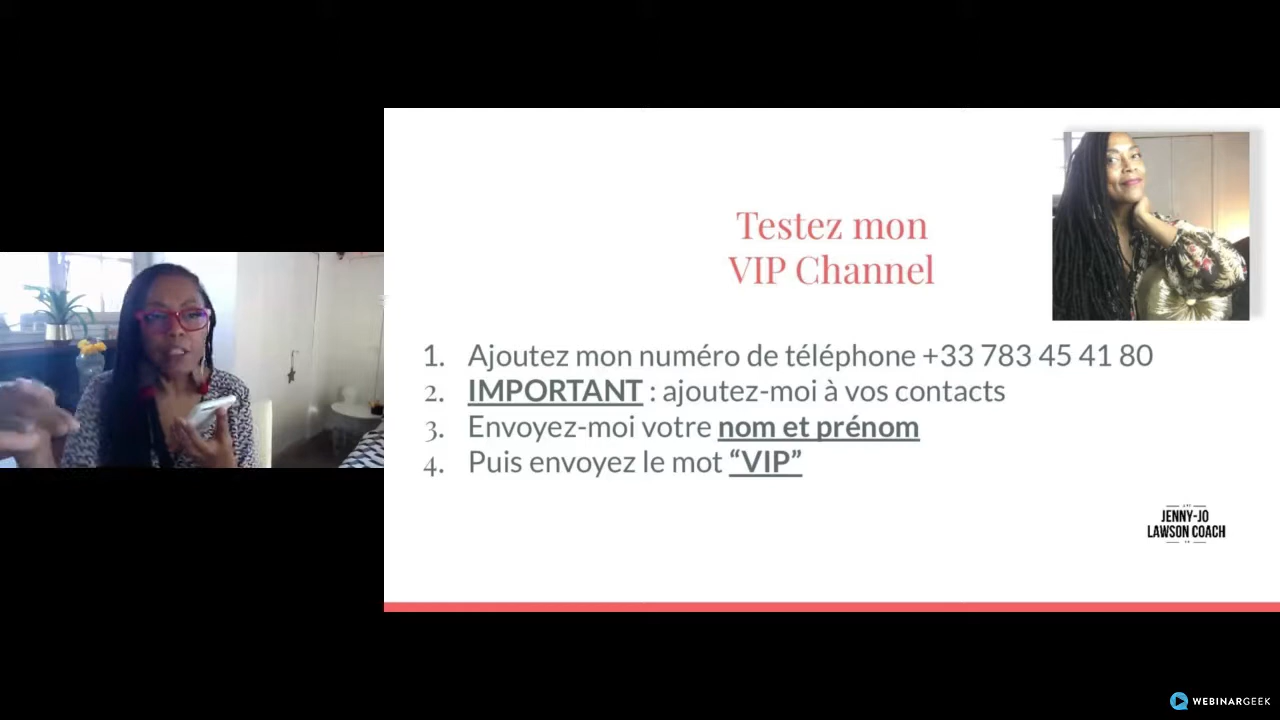 Testez mon
VIP Channel
1. Ajoutez mon numéro de téléphone +33 783 45 41 80
2. IMPORTANT : ajoutez-moi à vos contacts
3. Envoyez-moi votre nom et prénom
4. Puis envoyez le mot “VIP”
JENNY-JO
LAWSON COACH
WEBINARGEEK